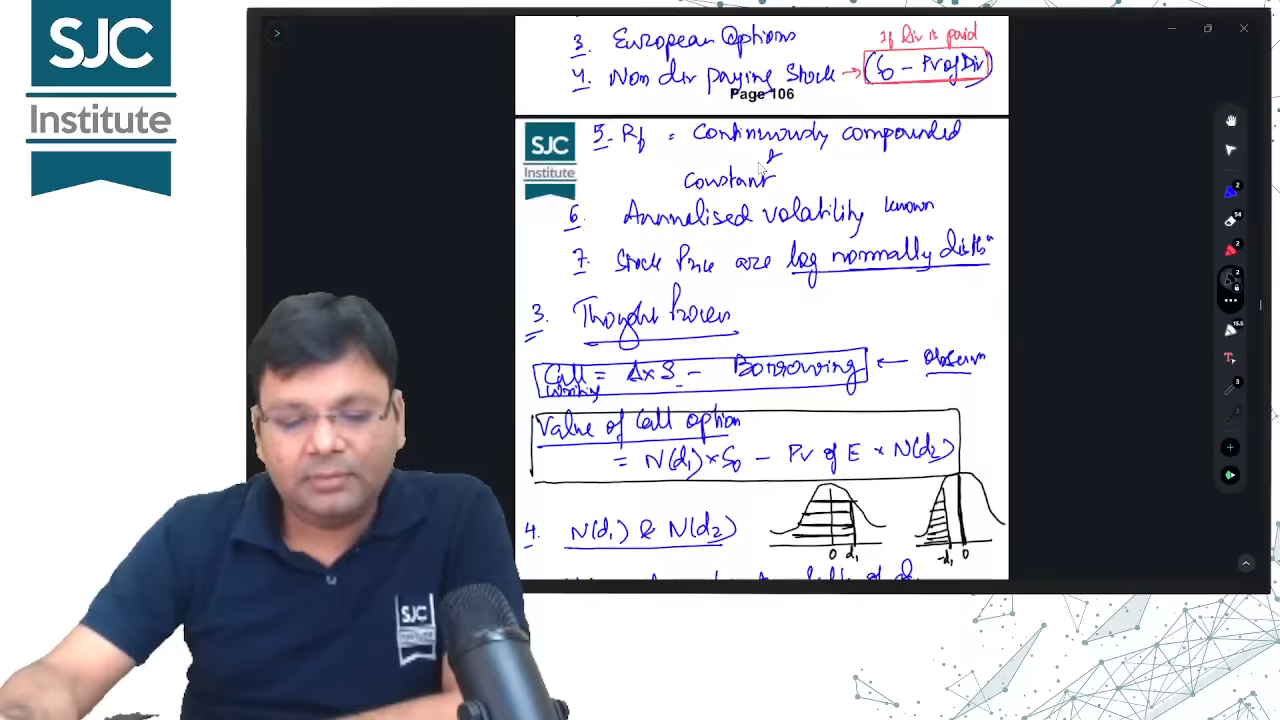 SJC
Institute
3. European Options
If Div is paid
4. Non div paying Stock → (S0 - PV of Div)
Page 106
SJC
Institute
5. Rf = Continuously compounded
&
constant
6. Annualised volatility known
7. Stock Price are log normally distbn
3. Thought Process
Call = Δ x S - Borrowing ←
Value of Call option
= N(d1) x S0 - PV of E x N(d2)
4. N(d1) & N(d2)
0 d1
-d1 0
SJC
Institute